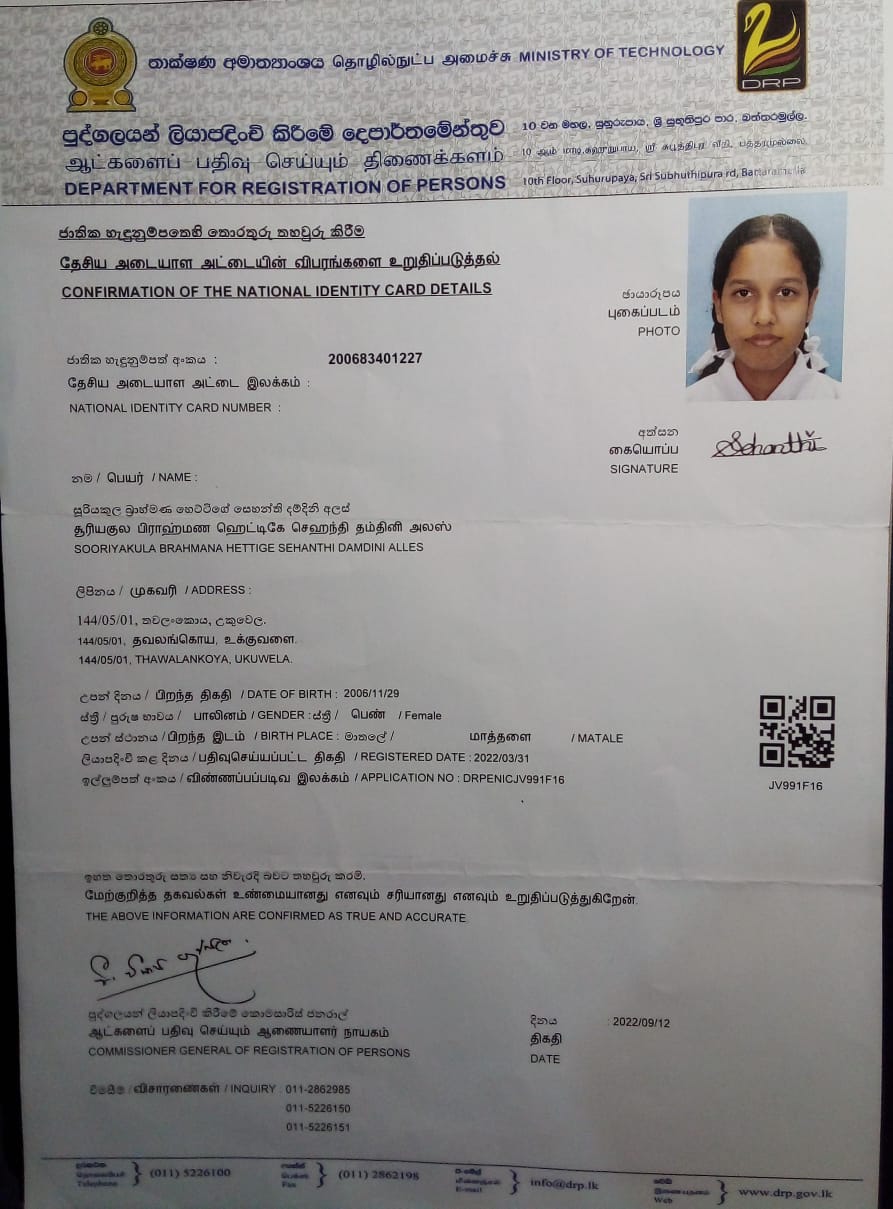 තාක්ෂණ අමාත්‍යාංශය தொழில்நுட்ப அமைச்சு MINISTRY OF TECHNOLOGY
DRP
පුද්ගලයන් ලියාපදිංචි කිරීමේ දෙපාර්තමේන්තුව 10 වන මහල, සුහුරුපාය, ශ්‍රී සුභූතිපුර පාර, බත්තරමුල්ල.
ஆட்களைப் பதிவு செய்யும் திணைக்களம் 10 ஆம் மாடி, சுஹுருபாய, ஸ்ரீ சுபூத்திபுர வீதி, பத்தரமுல்லை.
DEPARTMENT FOR REGISTRATION OF PERSONS 10th Floor, Suhurupaya, Sri Subhuthipura rd, Battaramulla
ජාතික හැඳුනුම්පතෙහි තොරතුරු තහවුරු කිරීම
தேசிய அடையாள அட்டையின் விபரங்களை உறுதிப்படுத்தல்
CONFIRMATION OF THE NATIONAL IDENTITY CARD DETAILS
ඡායාරූපය
புகைப்படம்
PHOTO
ජාතික හැඳුනුම්පත් අංකය : 200683401227
தேசிய அடையாள அட்டை இலக்கம் :
NATIONAL IDENTITY CARD NUMBER :
අත්සන
கையொப்ப
SIGNATURE
Sehanthi
නම / பெயர் / NAME :
සූරියකුල බ්‍රාහ්මණ හෙට්ටිගේ සෙහන්ති දම්දිනි අලස්
சூரியகுல பிராஹ்மண ஹெட்டிகே செஹந்தி தம்தினி அலஸ்
SOORIYAKULA BRAHMANA HETTIGE SEHANTHI DAMDINI ALLES
ලිපිනය / முகவரி / ADDRESS :
144/05/01, තවලංකොය, උකුවෙල.
144/05/01, தவலங்கொய, உக்குவளை.
144/05/01, THAWALANKOYA, UKUWELA.
උපන් දිනය / பிறந்த திகதி / DATE OF BIRTH : 2006/11/29
ස්ත්‍රී / පුරුෂ භාවය / பாலினம் / GENDER : ස්ත්‍රී / பெண் / Female
උපන් ස්ථානය / பிறந்த இடம் / BIRTH PLACE : මාතලේ / மாத்தளை / MATALE
ලියාපදිංචි කළ දිනය / பதிவுசெய்யப்பட்ட திகதி / REGISTERED DATE : 2022/03/31
ඉල්ලුම්පත් අංකය / விண்ணப்பப்படிவ இலக்கம் / APPLICATION NO : DRPENICJV991F16
JV991F16
ඉහත තොරතුරු සත්‍ය සහ නිවැරදි බවට තහවුරු කරමි.
மேற்குறித்த தகவல்கள் உண்மையானது எனவும் சரியானது எனவும் உறுதிப்படுத்துகிறேன்.
THE ABOVE INFORMATION ARE CONFIRMED AS TRUE AND ACCURATE
පුද්ගලයන් ලියාපදිංචි කිරීමේ කොමසාරිස් ජනරාල්
ஆட்களைப் பதிவு செய்யும் ஆணையாளர் நாயகம்
COMMISSIONER GENERAL OF REGISTRATION OF PERSONS
දිනය : 2022/09/12
திகதி
DATE
විමසීම / விசாரணைகள் / INQUIRY : 011-2862985
011-5226150
011-5226151
දුරකථන
தொலைபேசி
Telephone (011) 5226100
ෆැක්ස්
பெக்ஸ்
Fax (011) 2862198
ඊ-මේල්
மின்னஞ்சல்
E-mail info@drp.lk
වෙබ්
இணையதளம்
Web www.drp.gov.lk